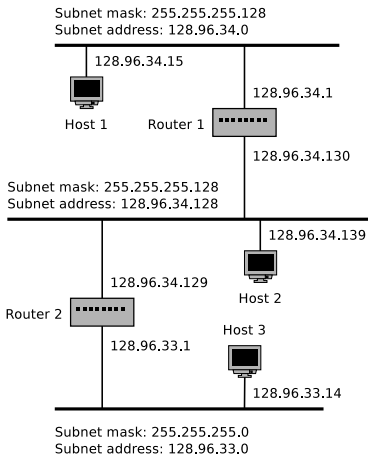 Subnet mask: 255.255.255.128
Subnet address: 128.96.34.0
128.96.34.15
128.96.34.1
Host 1
Router 1
128.96.34.130
Subnet mask: 255.255.255.128
Subnet address: 128.96.34.128
128.96.34.139
128.96.34.129
Host 2
Router 2
Host 3
128.96.33.1
128.96.33.14
Subnet mask: 255.255.255.0
Subnet address: 128.96.33.0